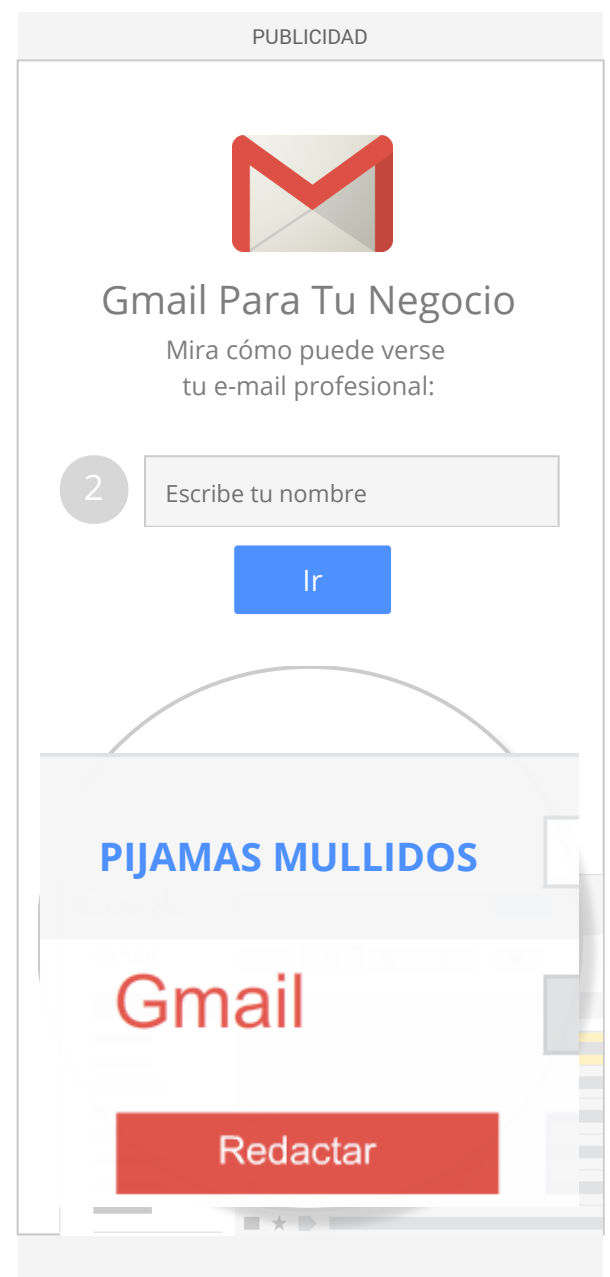 PUBLICIDAD
Gmail Para Tu Negocio
Mira cómo puede verse
tu e-mail profesional:
2
Escribe tu nombre
Ir
PIJAMAS MULLIDOS
Gmail
Redactar